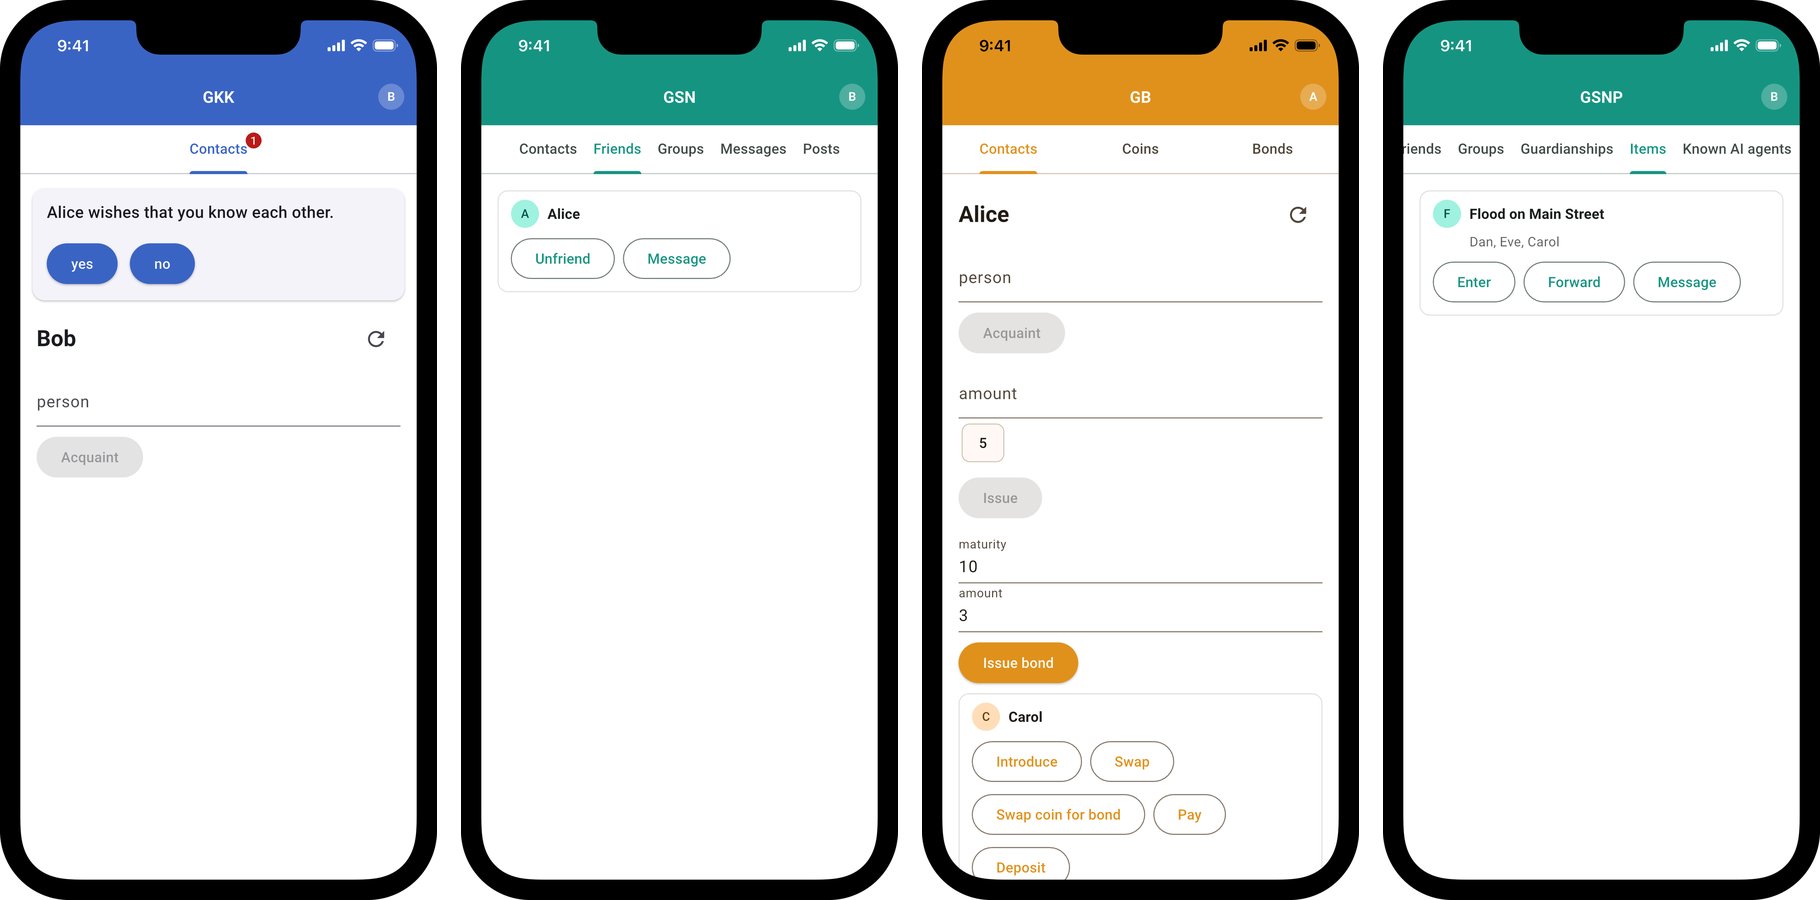 9:41
GKK
B
Contacts
1
Alice wishes that you know each other.
yes no
Bob
person
Acquaint
9:41
GSN
B
Contacts Friends Groups Messages Posts
A Alice
Unfriend Message
9:41
GB
A
Contacts Coins Bonds
Alice
person
Acquaint
amount
5
Issue
maturity
10
amount
3
Issue bond
C Carol
Introduce Swap
Swap coin for bond Pay
Deposit
9:41
GSNP
B
riends Groups Guardianships Items Known AI agents
F Flood on Main Street
Dan, Eve, Carol
Enter Forward Message